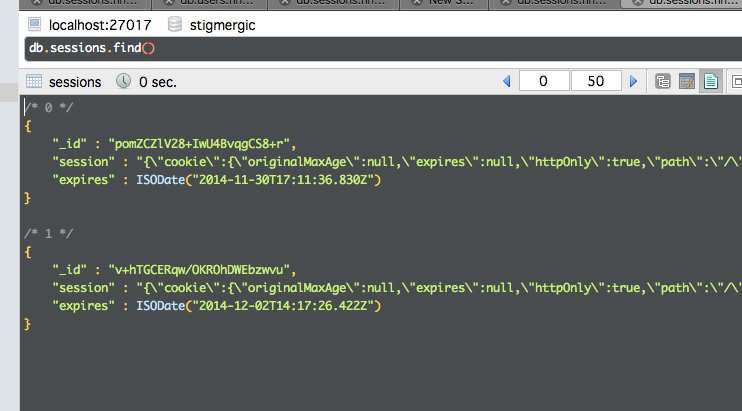 db.sessions.fin... db.users.fin... db.sessions.fin... New S... db.sessions.fin... db.sessions.fin...
localhost:27017 stigmergic
db.sessions.find()
sessions 0 sec. 0 50
/* 0 */
{
"_id" : "pomZCZlV28+IwU4BvqgCS8+r",
"session" : "{\"cookie\":{\"originalMaxAge\":null,\"expires\":null,\"httpOnly\":true,\"path\":\"/\
"expires" : ISODate("2014-11-30T17:11:36.830Z")
}
/* 1 */
{
"_id" : "v+hTGCERqw/OKROhDWEbzwvu",
"session" : "{\"cookie\":{\"originalMaxAge\":null,\"expires\":null,\"httpOnly\":true,\"path\":\"/\
"expires" : ISODate("2014-12-02T14:17:26.422Z")
}